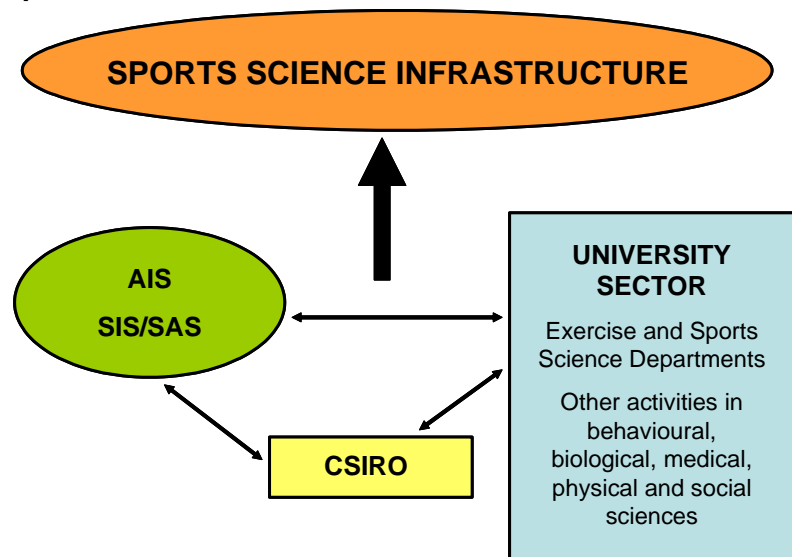 SPORTS SCIENCE INFRASTRUCTURE
AIS
SIS/SAS
UNIVERSITY
SECTOR
Exercise and Sports
Science Departments
Other activities in
behavioural,
biological, medical,
physical and social
sciences
CSIRO